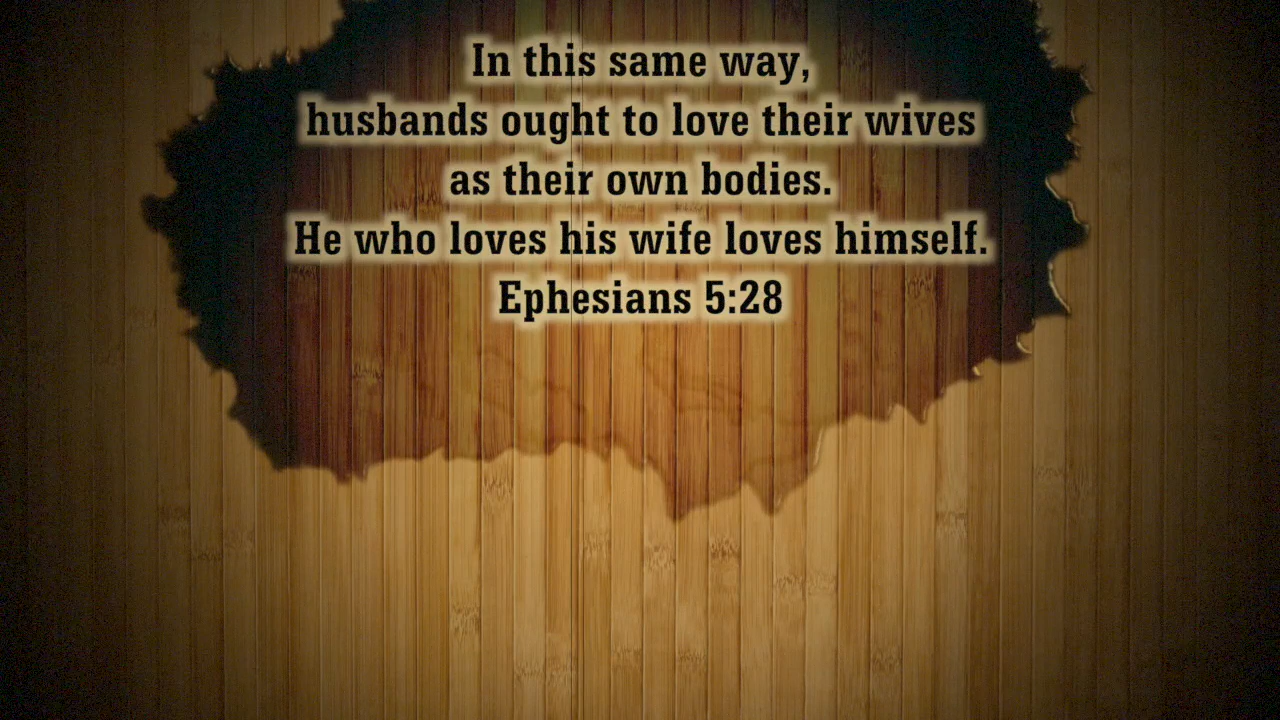 In this same way,
husbands ought to love their wives
as their own bodies.
He who loves his wife loves himself.
Ephesians 5:28